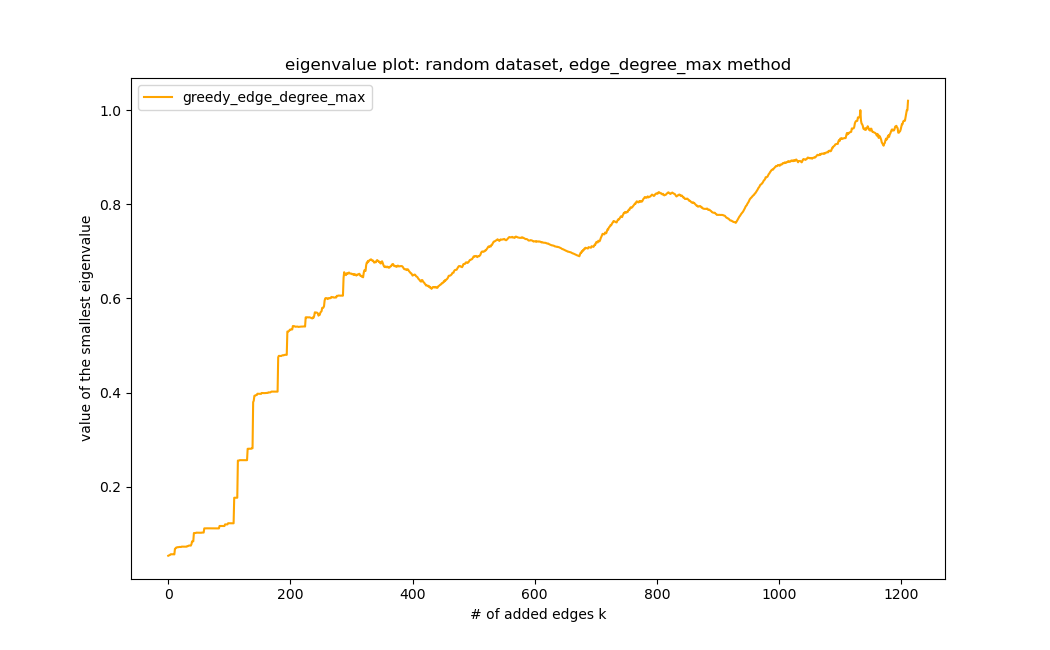 eigenvalue plot: random dataset, edge_degree_max method
greedy_edge_degree_max
value of the smallest eigenvalue
1.0
0.8
0.6
0.4
0.2
0 200 400 600 800 1000 1200
# of added edges k